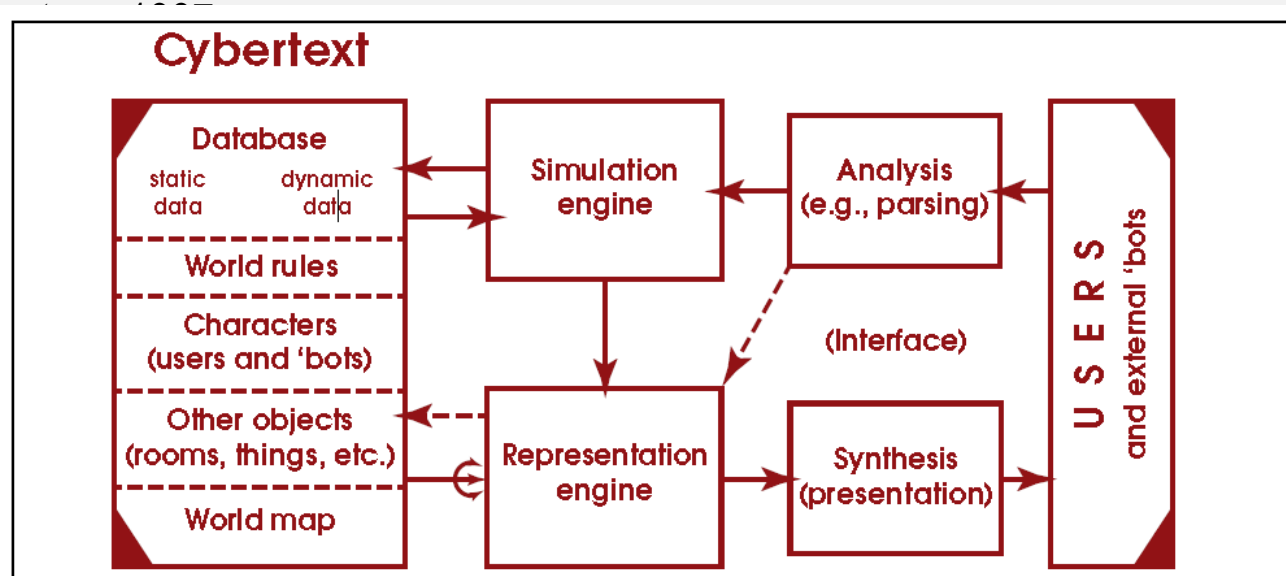 Cybertext
Database
static
data
dynamic
data
World rules
Characters
(users and ‘bots)
Other objects
(rooms, things, etc.)
World map
Simulation
engine
Representation
engine
Analysis
(e.g., parsing)
(Interface)
Synthesis
(presentation)
USERS
and external ‘bots